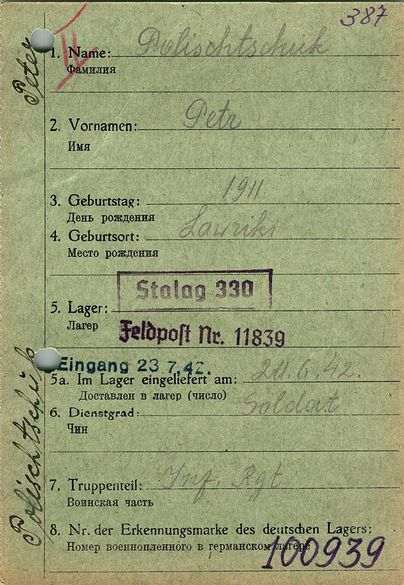 387
II.
1. Name: Polischtschuk
Фамилия
2. Vornamen: Petr
Имя
3. Geburtstag: 1911
День рождения
4. Geburtsort: Lawriki
Место рождения
Stalag 330
5. Lager:
Лагерь
Feldpost Nr. 11839
Eingang 23.7.42.
5a. Im Lager eingeliefert am: 20.6.42.
Доставлен в лагерь (число)
6. Dienstgrad: Soldat
Чин
7. Truppenteil: Inf. Rgt
Воинская часть
8. Nr. der Erkennungsmarke des deutschen Lagers:
Номер военнопленного в германском лагере
100939
Polischtschuk Peter